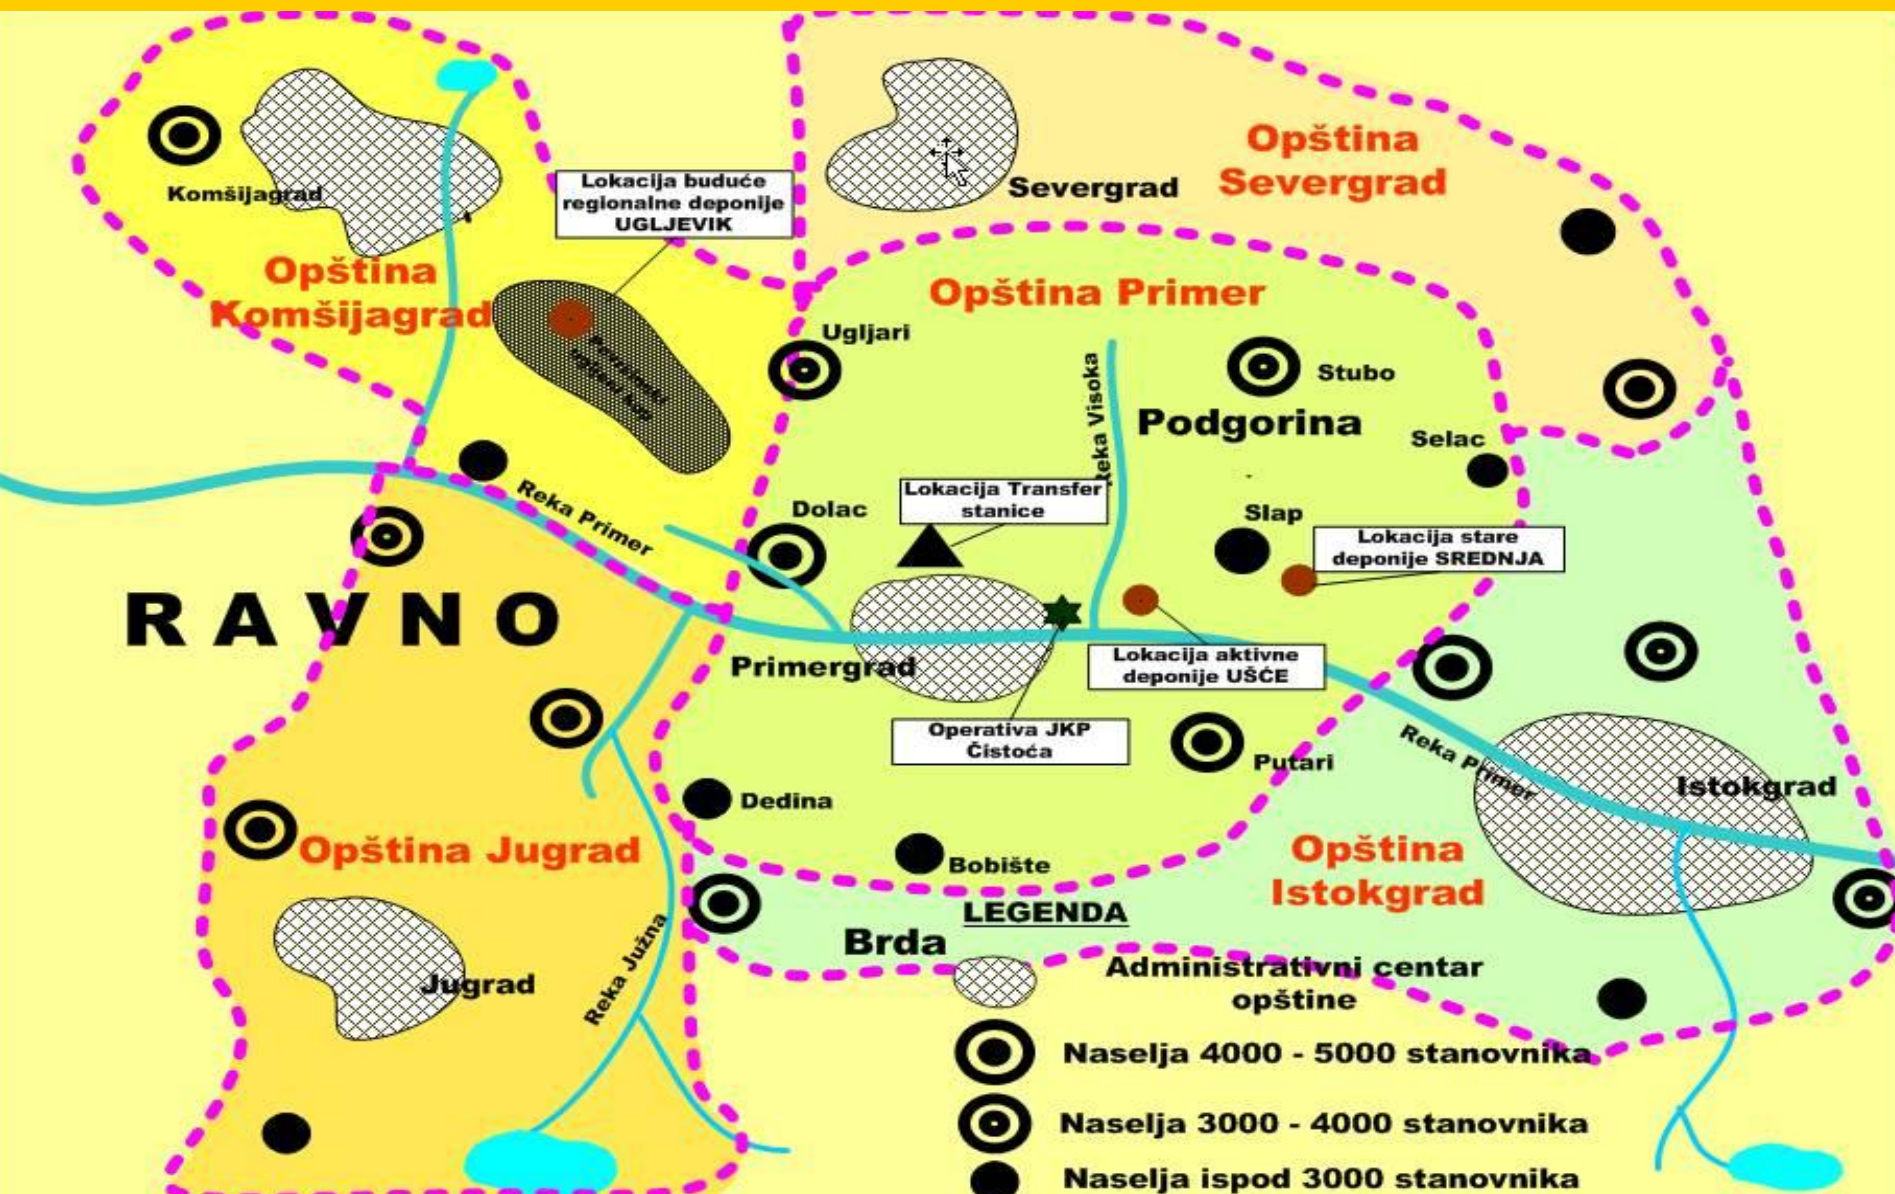 Opština
Severgrad
Severgrad
Komšijagrad
Lokacija buduće
regionalne deponije
UGLJEVIK
Opština
Komšijagrad
Opština Primer
Ugljari
Stubo
Reka Visoka
Podgorina
Selac
Lokacija Transfer
stanice
Dolac
Slap
Reka Primer
Lokacija stare
deponije SREDNJA
RAVNO
Primergrad
Lokacija aktivne
deponije UŠĆE
Operativa JKP
Čistoća
Putari
Reka Primer
Istokgrad
Dedina
Opština Jugrad
Bobište
Opština
Istokgrad
Brda
Jugrad
Reka Južna
LEGENDA
Administrativni centar
opštine
Naselja 4000 - 5000 stanovnika
Naselja 3000 - 4000 stanovnika
Naselja ispod 3000 stanovnika